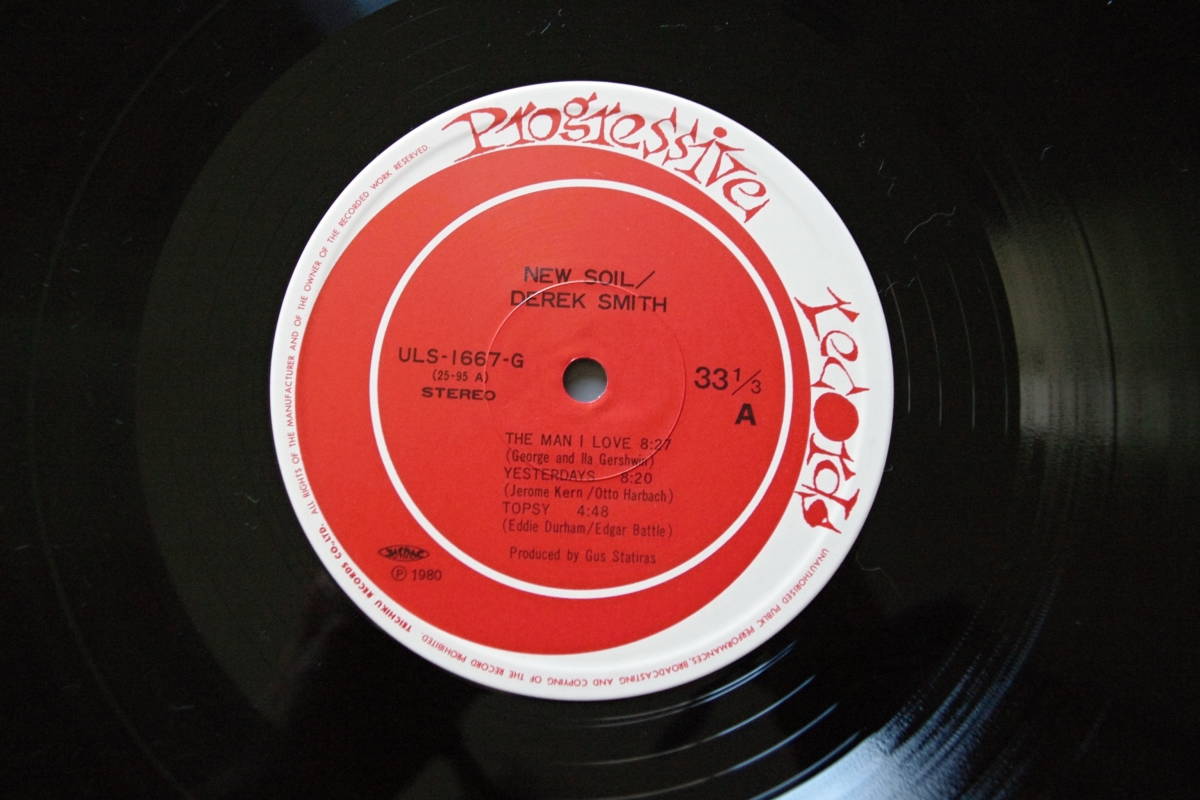 Progressive
records
NEW SOIL/
DEREK SMITH
ULS-1667-G
(25-95 A)
STEREO
33 1/3
A
THE MAN I LOVE 8:27
(George and Ila Gershwin)
YESTERDAYS 8:20
(Jerome Kern/Otto Harbach)
TOPSY 4:48
(Eddie Durham/Edgar Battle)
Produced by Gus Statiras
Ⓟ 1980
TEICHIKU RECORDS CO.,LTD. ALL RIGHTS OF THE MANUFACTURER AND OF THE OWNER OF THE RECORDED WORK RESERVED.
UNAUTHORISED PUBLIC PERFORMANCES, BROADCASTING AND COPYING OF THE RECORD PROHIBITED.